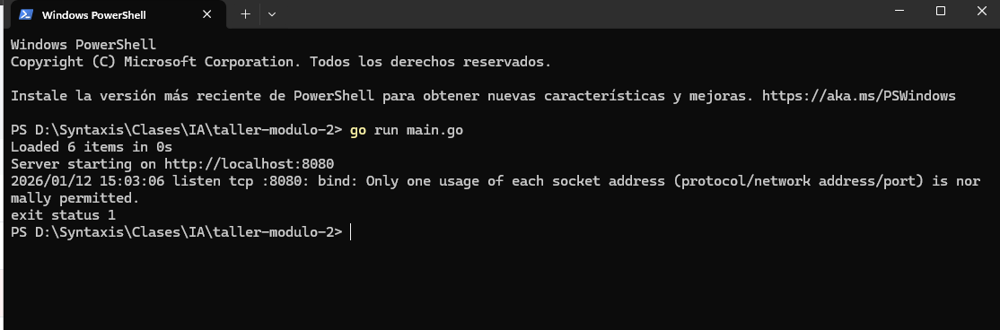 Windows PowerShell
Windows PowerShell
Copyright (C) Microsoft Corporation. Todos los derechos reservados.
Instale la versión más reciente de PowerShell para obtener nuevas características y mejoras. https://aka.ms/PSWindows
PS D:\Syntaxis\Clases\IA\taller-modulo-2> go run main.go
Loaded 6 items in 0s
Server starting on http://localhost:8080
2026/01/12 15:03:06 listen tcp :8080: bind: Only one usage of each socket address (protocol/network address/port) is nor
mally permitted.
exit status 1
PS D:\Syntaxis\Clases\IA\taller-modulo-2>